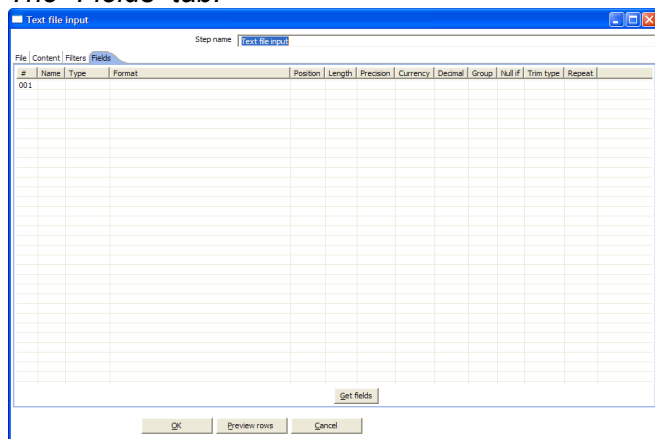 The "Fields" tab:
Text file input
Step name Text file input
File Content Filters Fields
# Name Type Format Position Length Precision Currency Decimal Group Null if Trim type Repeat
001
Get fields
OK Preview rows Cancel